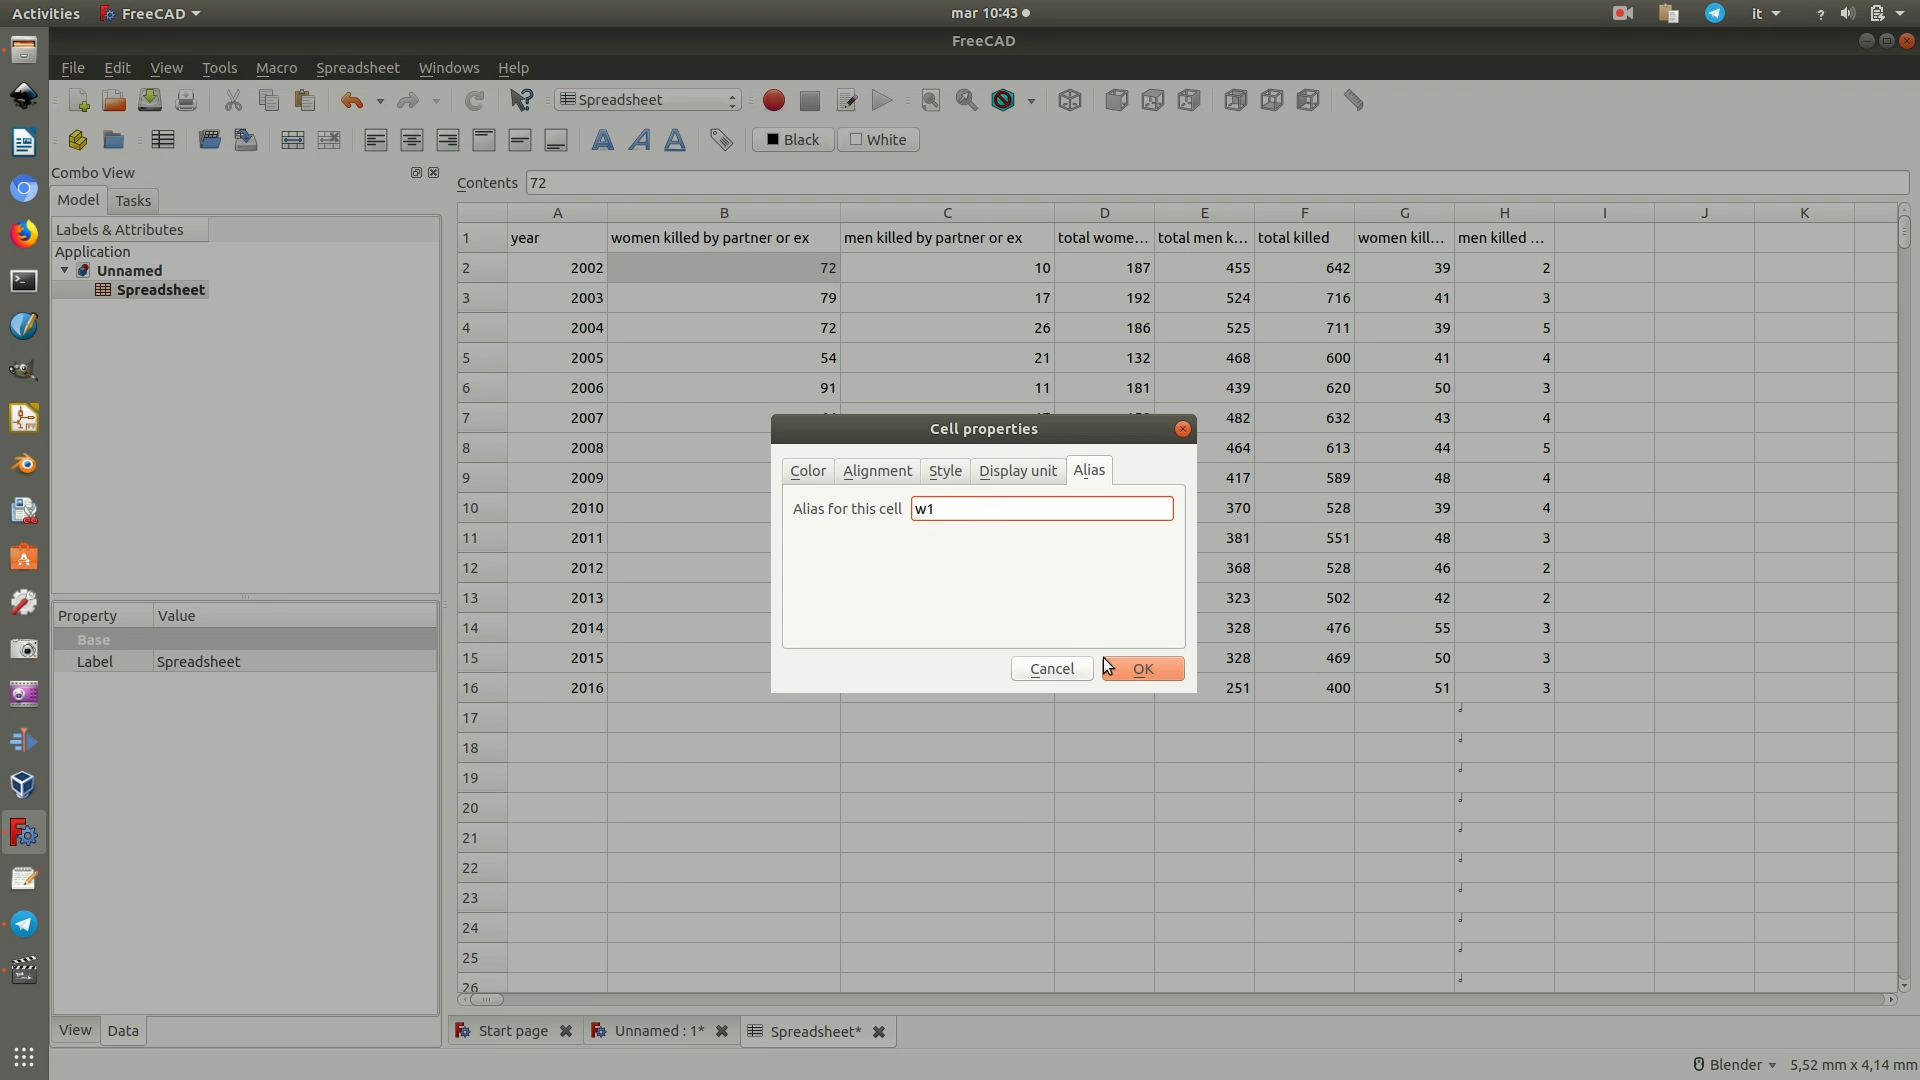 Activities FreeCAD mar 10:43 it ?
FreeCAD
File Edit View Tools Macro Spreadsheet Windows Help
Spreadsheet
Black White
Combo View
Contents 72
Model Tasks
Labels & Attributes
Application
Unnamed
Spreadsheet
A B C D E F G H I J K
1 year women killed by partner or ex men killed by partner or ex total wome... total men k... total killed women kill... men killed ...
2 2002 72 10 187 455 642 39 2
3 2003 79 17 192 524 716 41 3
4 2004 72 26 186 525 711 39 5
5 2005 54 21 132 468 600 41 4
6 2006 91 11 181 439 620 50 3
7 2007 482 632 43 4
8 2008 464 613 44 5
9 2009 417 589 48 4
10 2010 370 528 39 4
11 2011 381 551 48 3
12 2012 368 528 46 2
13 2013 323 502 42 2
14 2014 328 476 55 3
15 2015 328 469 50 3
16 2016 251 400 51 3
17
18
19
20
21
22
23
24
25
26
Cell properties
Color Alignment Style Display unit Alias
Alias for this cell w1
Cancel OK
Property Value
Base
Label Spreadsheet
View Data
Start page Unnamed : 1* Spreadsheet*
Blender 5,52 mm x 4,14 mm